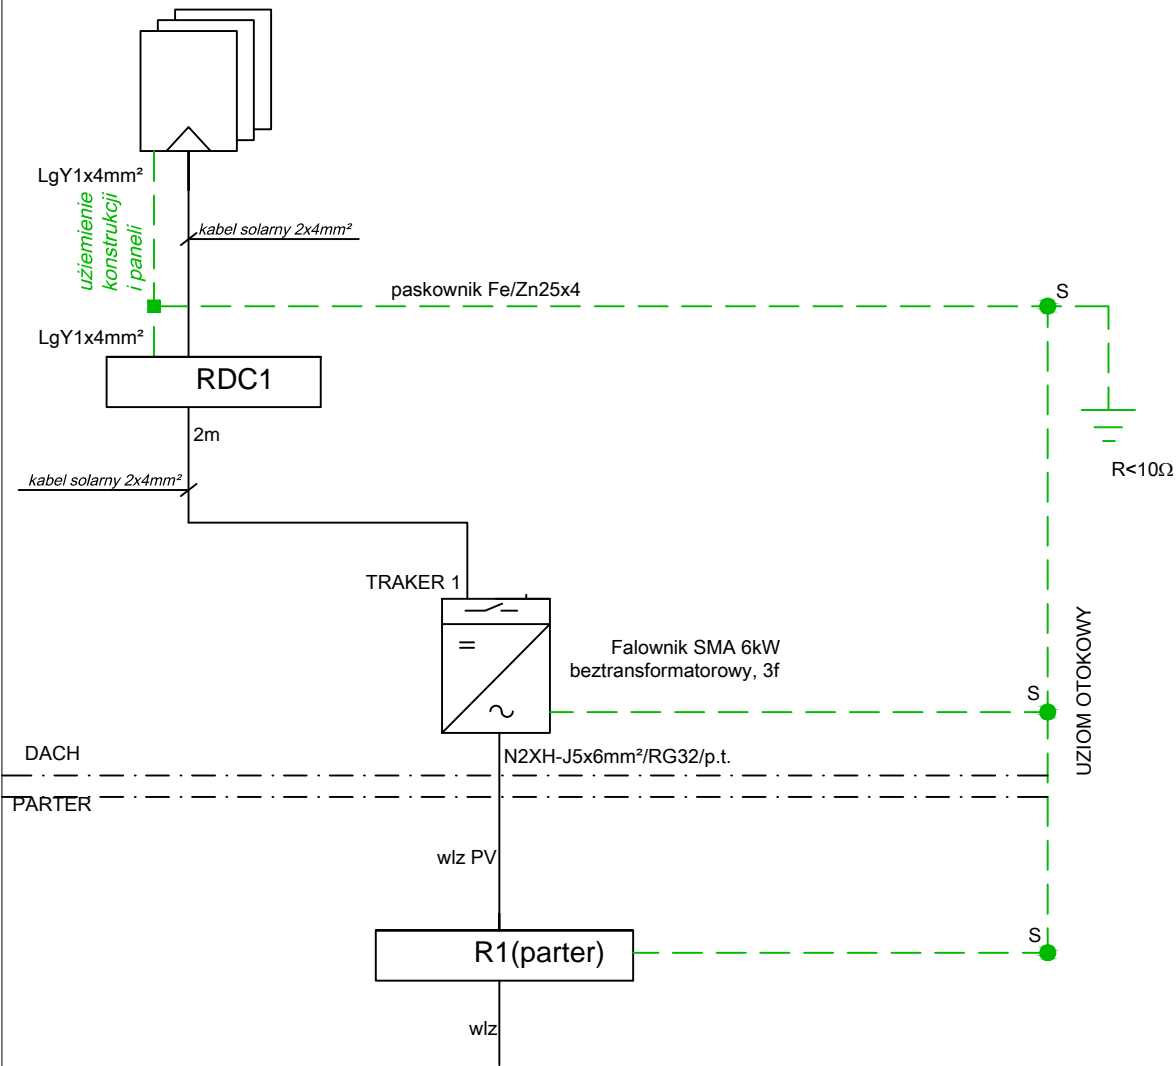 LgY1x4mm²
użiemienie
konstrukcji
i paneli
kabel solarny 2x4mm²
paskownik Fe/Zn25x4
S
LgY1x4mm²
RDC1
2m
R<10Ω
kabel solarny 2x4mm²
TRAKER 1
Falownik SMA 6kW
beztransformatorowy, 3f
S
UZIOM OTOKOWY
DACH
N2XH-J5x6mm²/RG32/p.t.
PARTER
wlz PV
S
R1(parter)
wlz